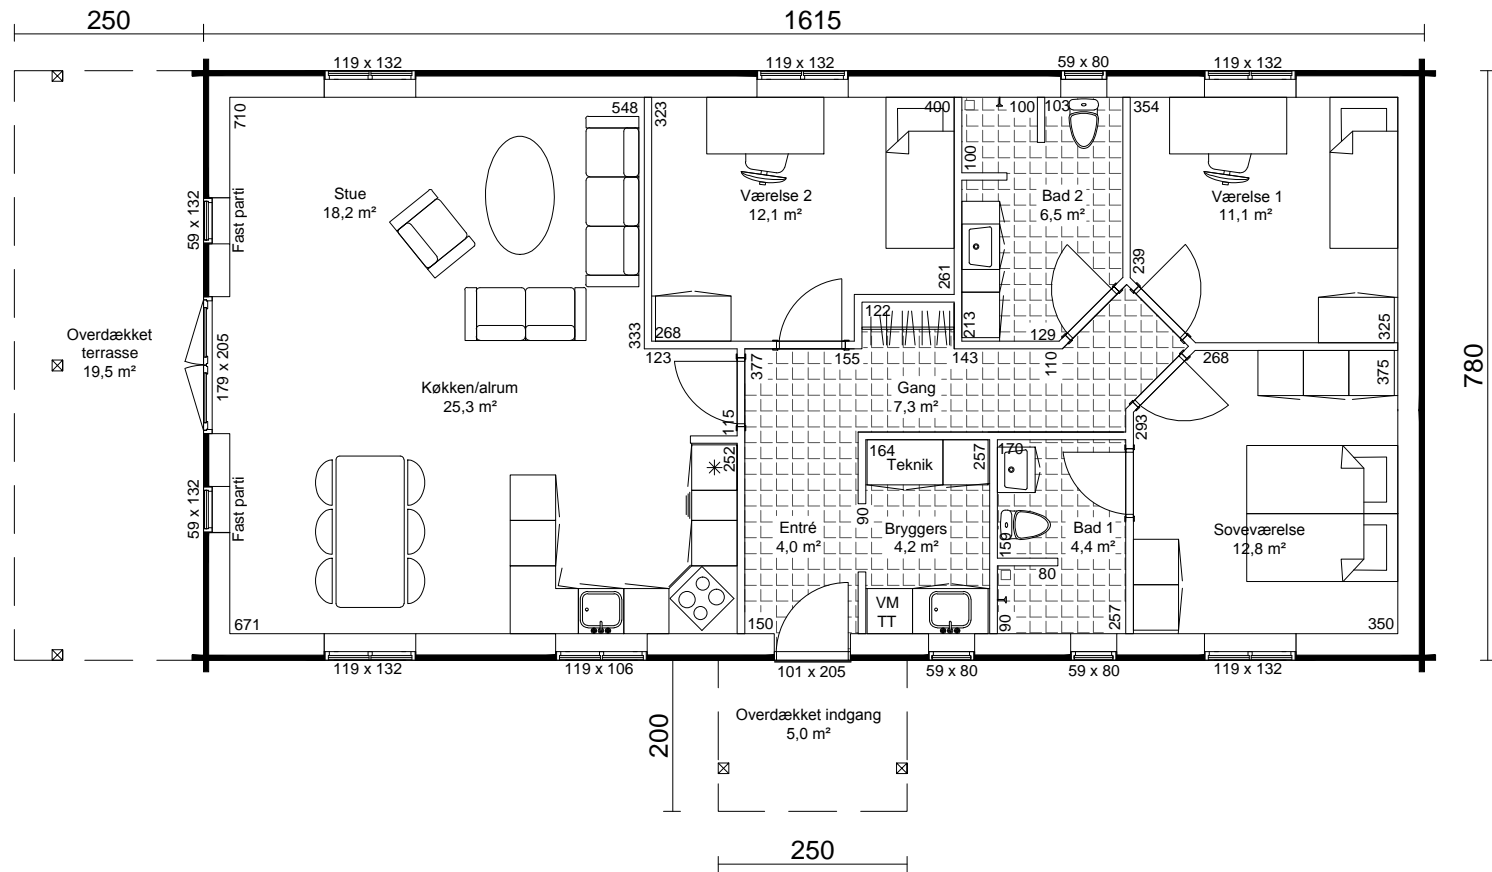 250
1615
119 x 132
119 x 132
59 x 80
119 x 132
710
548
323
400
100
103
354
100
Stue
18,2 m²
Værelse 2
12,1 m²
Bad 2
6,5 m²
Værelse 1
11,1 m²
59 x 132
Fast parti
239
261
Overdækket
terrasse
19,5 m²
179 x 205
333
268
122
213
129
325
123
377
155
143
110
268
375
780
Køkken/alrum
25,3 m²
Gang
7,3 m²
115
293
252
164
Teknik
257
170
59 x 132
Fast parti
90
Entré
4,0 m²
Bryggers
4,2 m²
159
Bad 1
4,4 m²
Soveværelse
12,8 m²
80
VM
TT
671
150
90
257
350
119 x 132
119 x 106
101 x 205
59 x 80
59 x 80
119 x 132
200
Overdækket indgang
5,0 m²
250